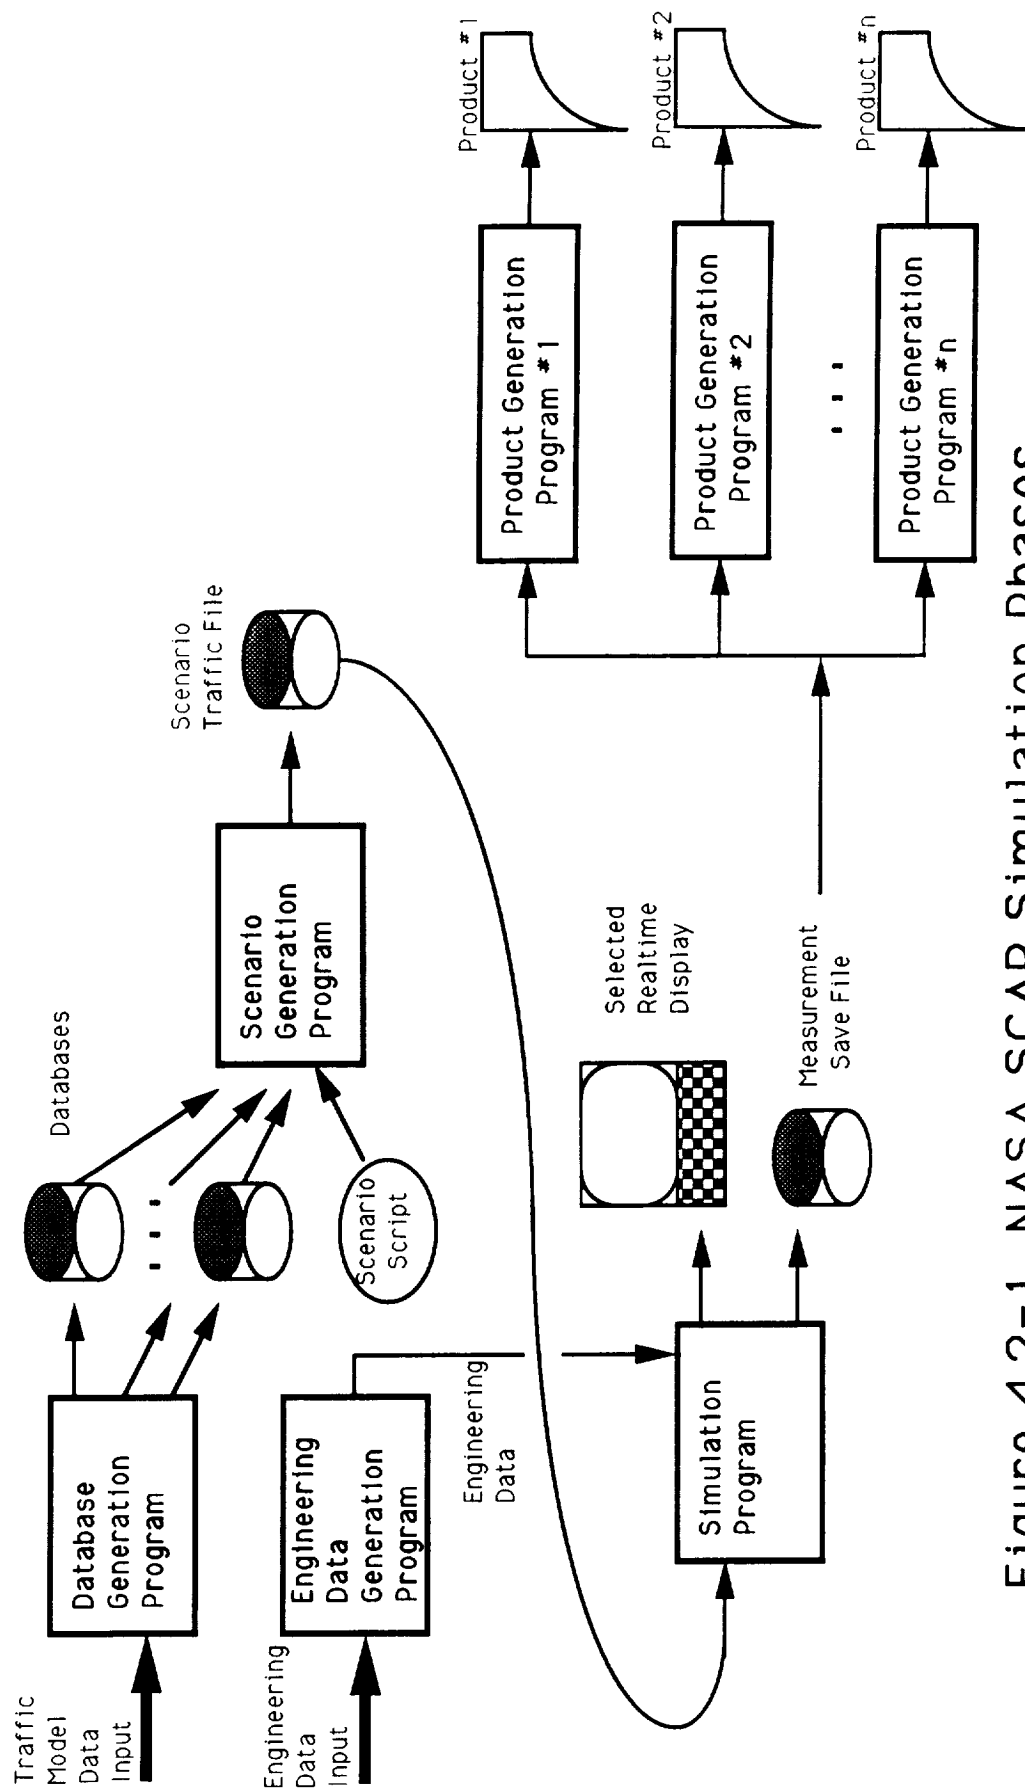 Traffic
Model
Data
Input
Database
Generation
Program
Databases
Scenario
Script
Scenario
Generation
Program
Scenario
Traffic File
Engineering
Data
Input
Engineering
Data
Generation
Program
Engineering
Data
Simulation
Program
Selected
Realtime
Display
Measurement
Save File
Product Generation
Program #1
Product #1
Product Generation
Program #2
Product #2
Product Generation
Program #n
Product #n
Figure 4.2-1 NASA SCAR Simulation Phases